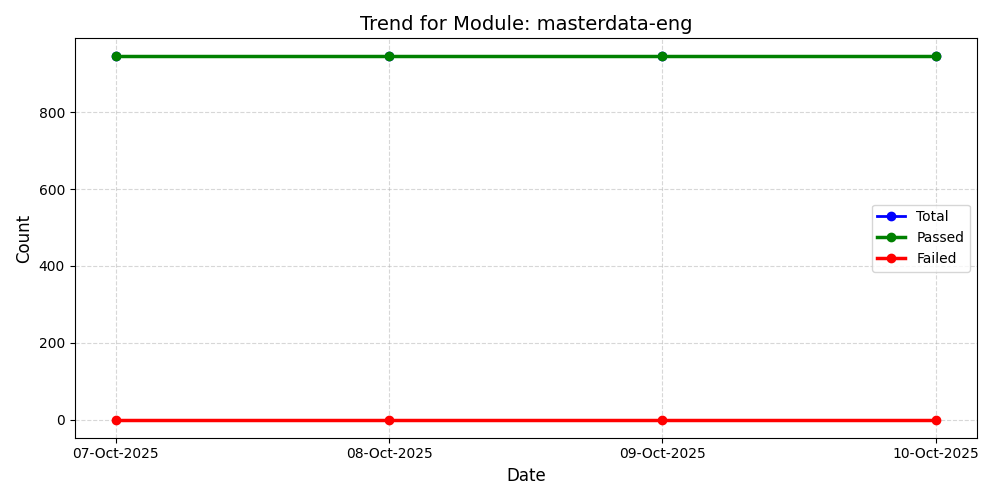 Trend for Module: masterdata-eng
Count
800
600
400
200
0
Total
Passed
Failed
07-Oct-2025
08-Oct-2025
09-Oct-2025
10-Oct-2025
Date